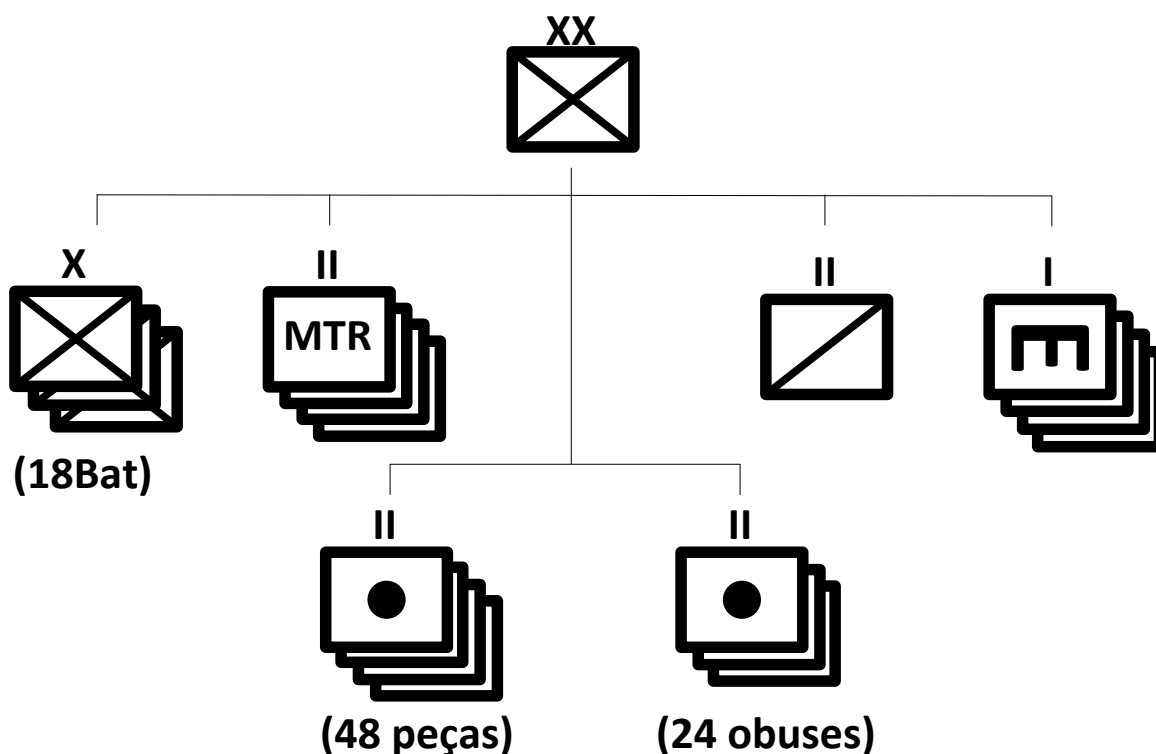 XX
X
II
II
I
MTR
(18Bat)
II
II
(48 peças)
(24 obuses)